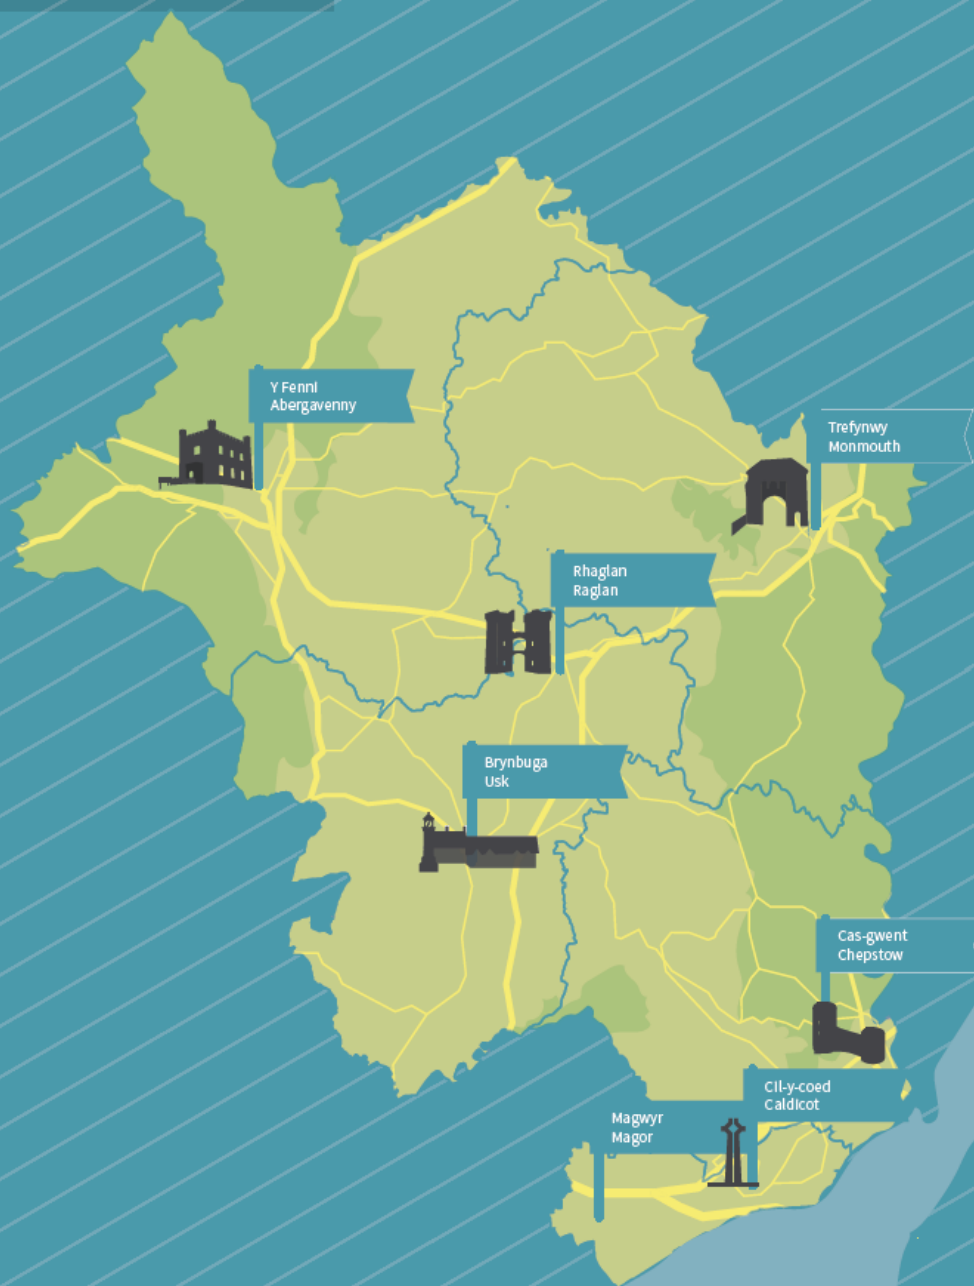 Y Fenni
Abergavenny
Trefynwy
Monmouth
Rhaglan
Raglan
Brynbuga
Usk
Cas-gwent
Chepstow
Cil-y-coed
Caldicot
Magwyr
Magor